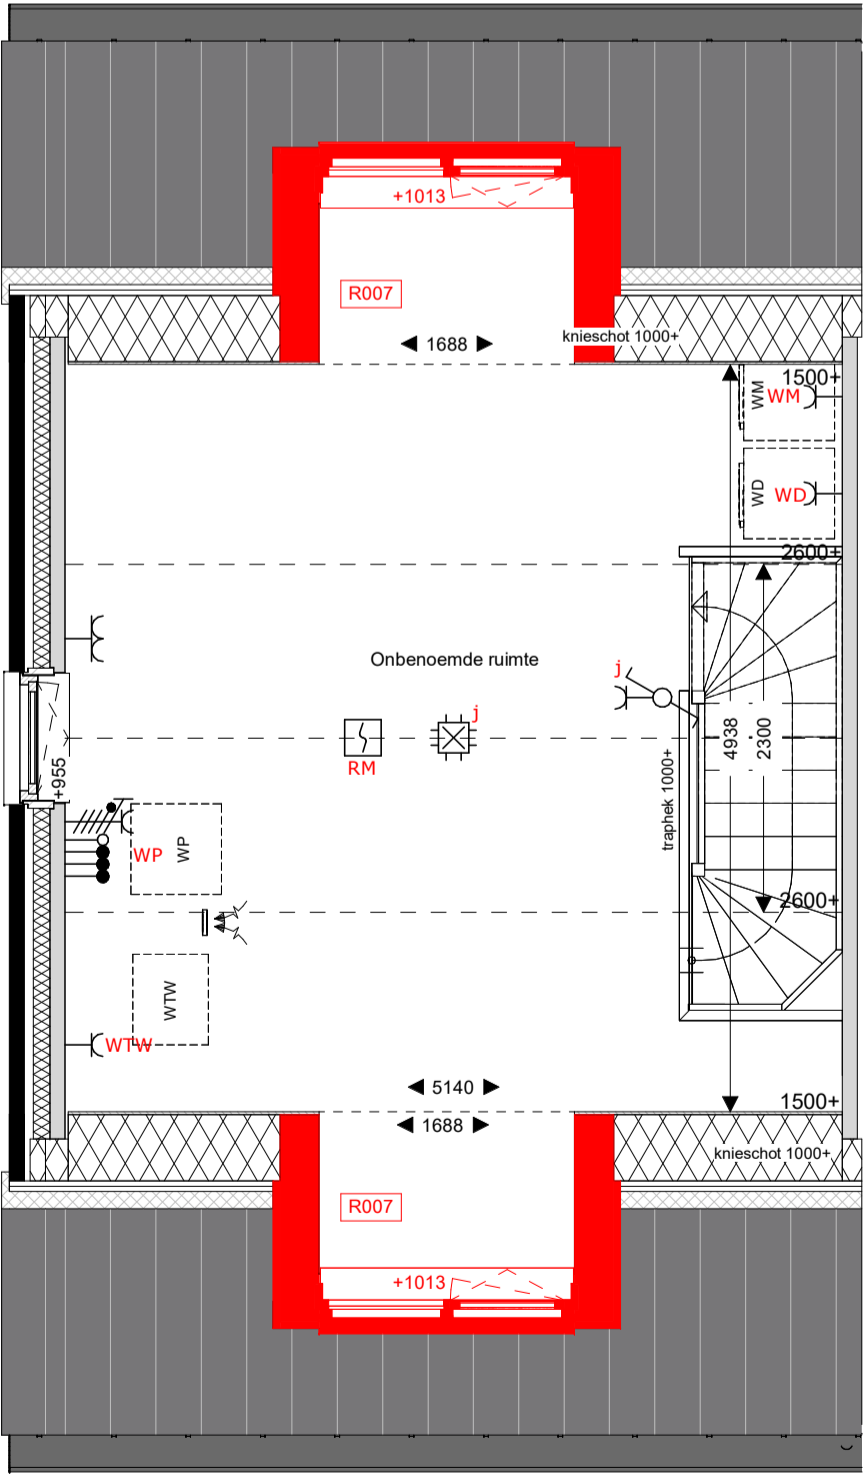 +1013
R007
1688
knieschot 1000+
1500+
WM
WM
WD
WD
2600+
Onbenoemde ruimte
j
j
RM
4938
2300
traphek 1000+
+955
WP
WP
2600+
WTW
WTW
5140
1500+
1688
knieschot 1000+
R007
+1013